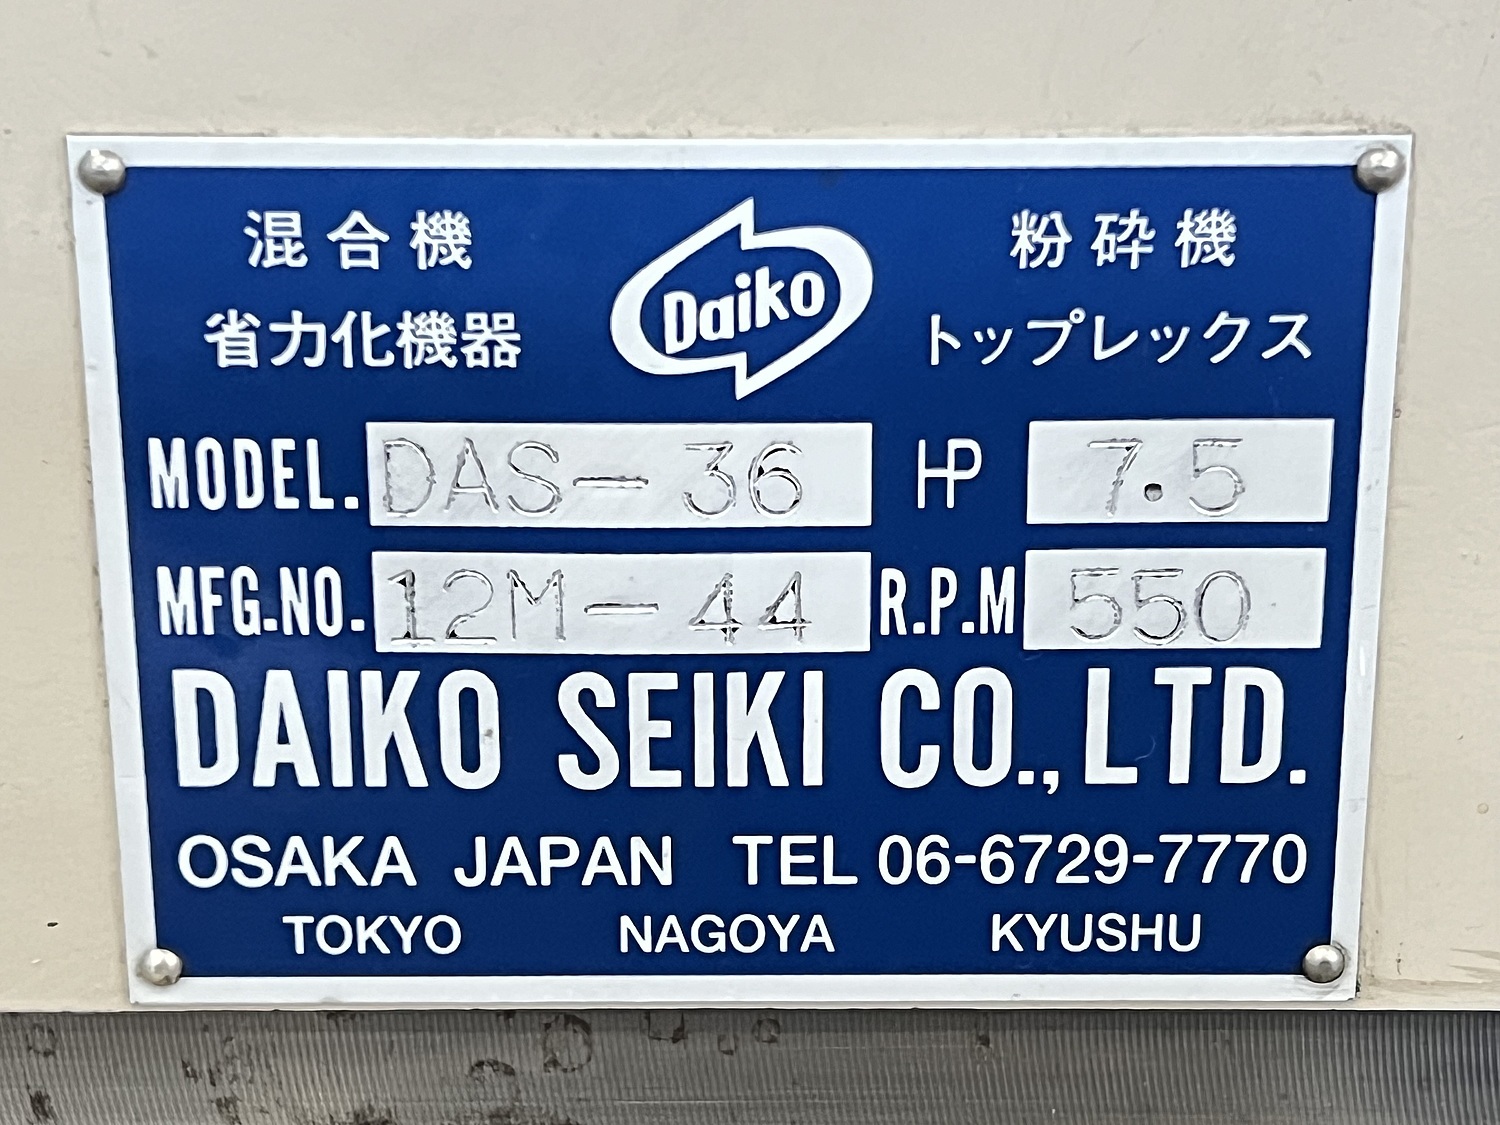 混合機 Daiko 粉砕機
省力化機器 トップレックス
MODEL. DAS-36 HP 7.5
MFG.NO. 12M-44 R.P.M 550
DAIKO SEIKI CO., LTD.
OSAKA JAPAN TEL 06-6729-7770
TOKYO NAGOYA KYUSHU